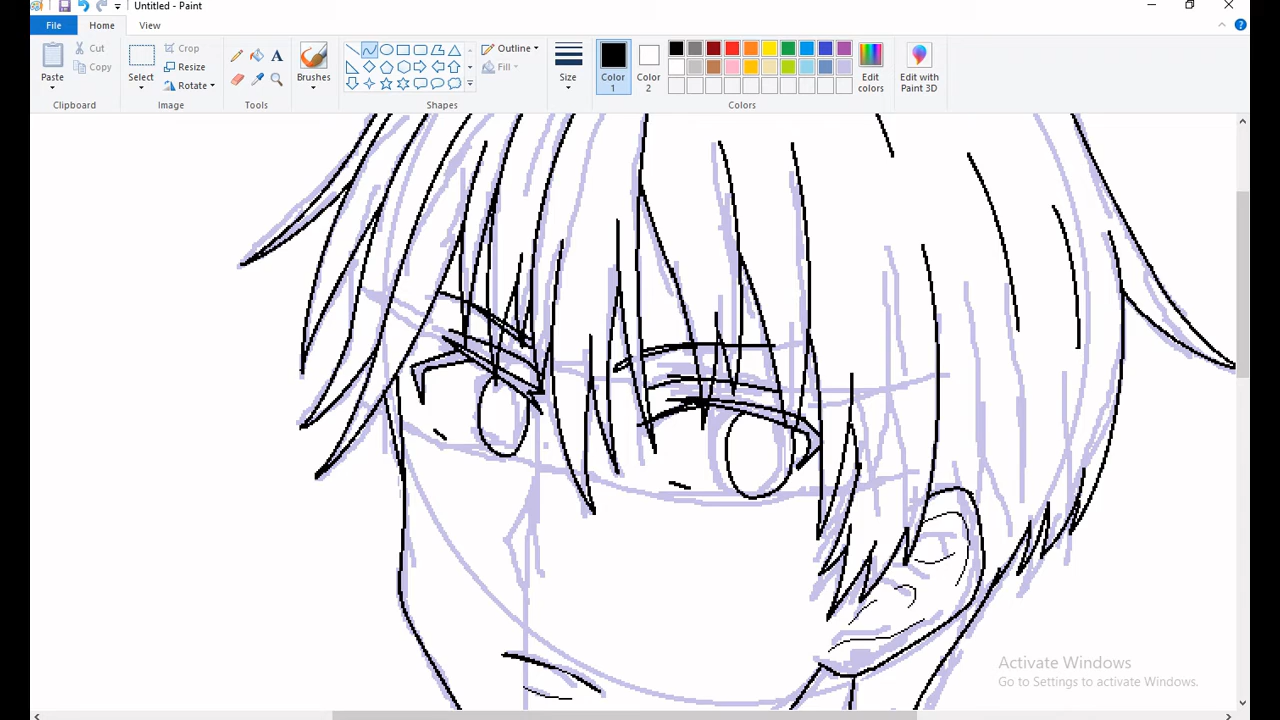 Untitled - Paint
File Home View
Paste
Cut
Copy
Clipboard
Select
Crop
Resize
Rotate
Image
A
Tools
Brushes
Outline
Fill
Shapes
Size
Color
1
Color
2
Edit
colors
Colors
Edit with
Paint 3D
Activate Windows
Go to Settings to activate Windows.